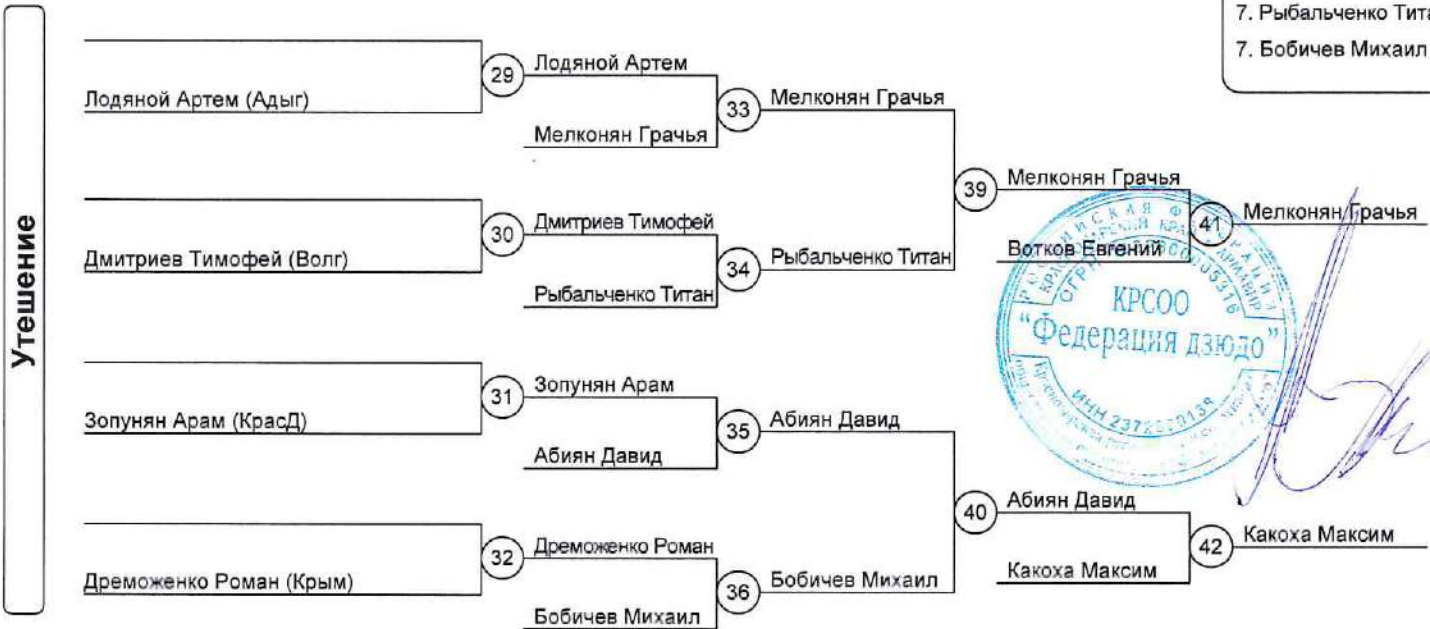 7. Рыбальченко Тита
7. Бобичев Михаил
Утешение
Лодяной Артем (Адыг)
29
Лодяной Артем
Мелконян Грачья
33
Мелконян Грачья
Дмитриев Тимофей (Волг)
30
Дмитриев Тимофей
Рыбальченко Титан
34
Рыбальченко Титан
39
Мелконян Грачья
Вотков Евгений
41
Мелконян Грачья
Зопунян Арам (КрасД)
31
Зопунян Арам
Абиян Давид
35
Абиян Давид
Дреможенко Роман (Крым)
32
Дреможенко Роман
Бобичев Михаил
36
Бобичев Михаил
40
Абиян Давид
Какоха Максим
42
Какоха Максим
КРСОО
"Федерация дзюдо"